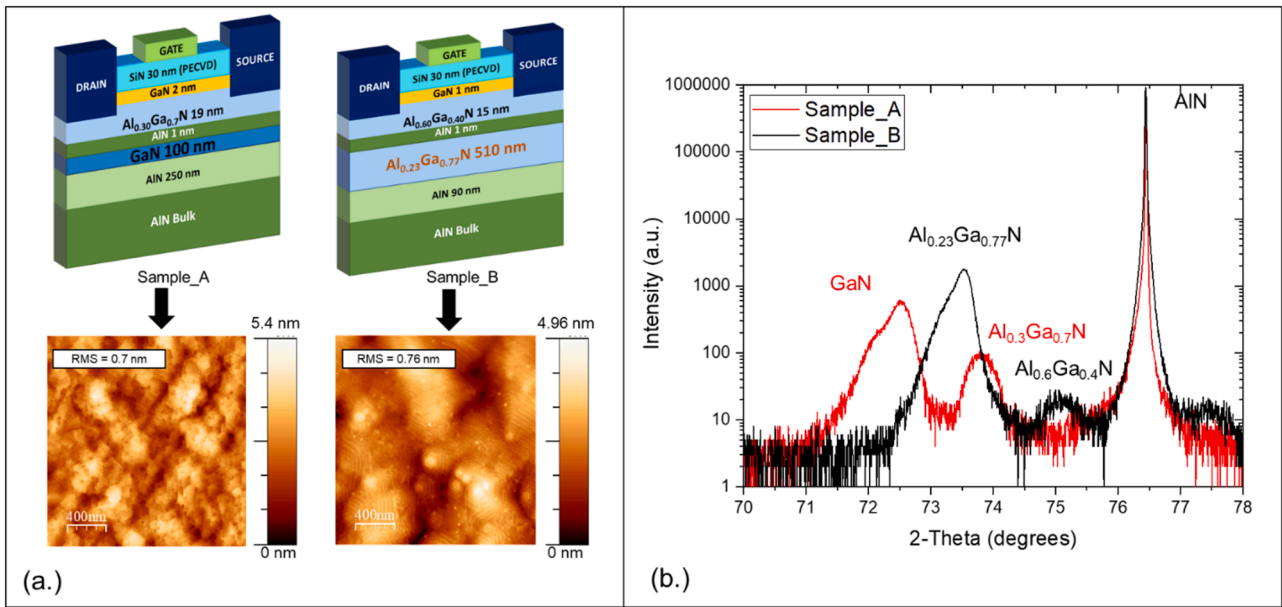 GATE
SiN 30 nm (PECVD)
DRAIN
SOURCE
GaN 2 nm
Al0.30Ga0.7N 19 nm
AlN 1 nm
GaN 100 nm
AlN 250 nm
AlN Bulk
Sample_A
GATE
SiN 30 nm (PECVD)
DRAIN
SOURCE
GaN 1 nm
Al0.60Ga0.40N 15 nm
AlN 1 nm
Al0.23Ga0.77N 510 nm
AlN 90 nm
AlN Bulk
Sample_B
RMS = 0.7 nm
400nm
5.4 nm
0 nm
RMS = 0.76 nm
400nm
4.96 nm
0 nm
(a.)
Intensity (a.u.)
1000000
100000
10000
1000
100
10
1
Sample_A
Sample_B
AlN
Al0.23Ga0.77N
GaN
Al0.3Ga0.7N
Al0.6Ga0.4N
70 71 72 73 74 75 76 77 78
2-Theta (degrees)
(b.)